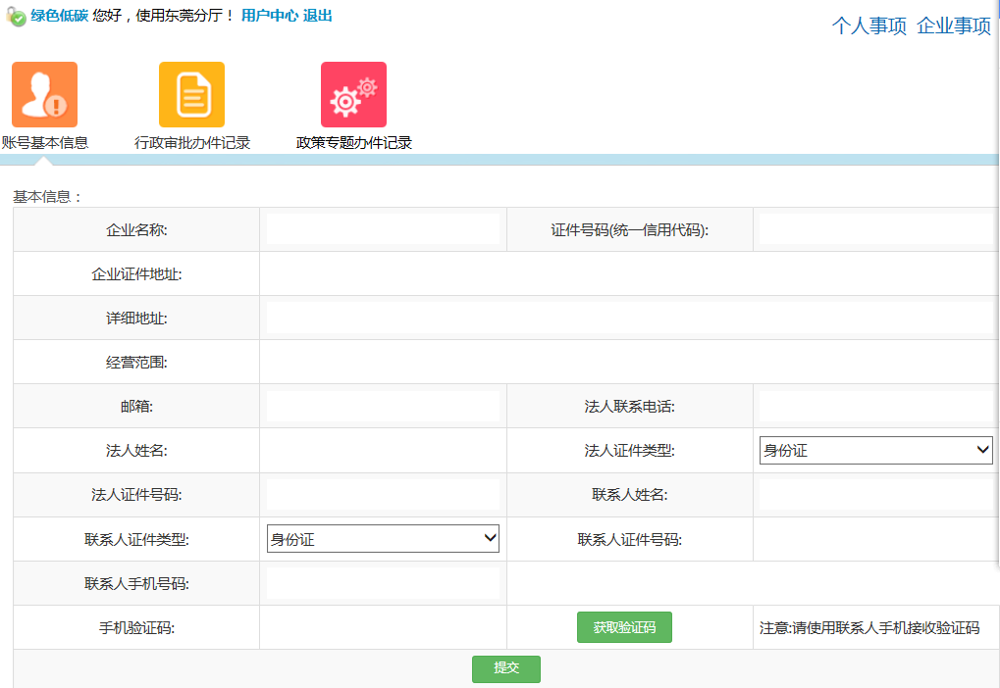 绿色低碳 您好，使用东莞分厅！ 用户中心 退出
个人事项 企业事项
账号基本信息 行政审批办件记录 政策专题办件记录
基本信息：
企业名称: 证件号码(统一信用代码):
企业证件地址:
详细地址:
经营范围:
邮箱: 法人联系电话:
法人姓名: 法人证件类型: 身份证
法人证件号码: 联系人姓名:
联系人证件类型: 身份证 联系人证件号码:
联系人手机号码:
手机验证码: 获取验证码 注意:请使用联系人手机接收验证码
提交